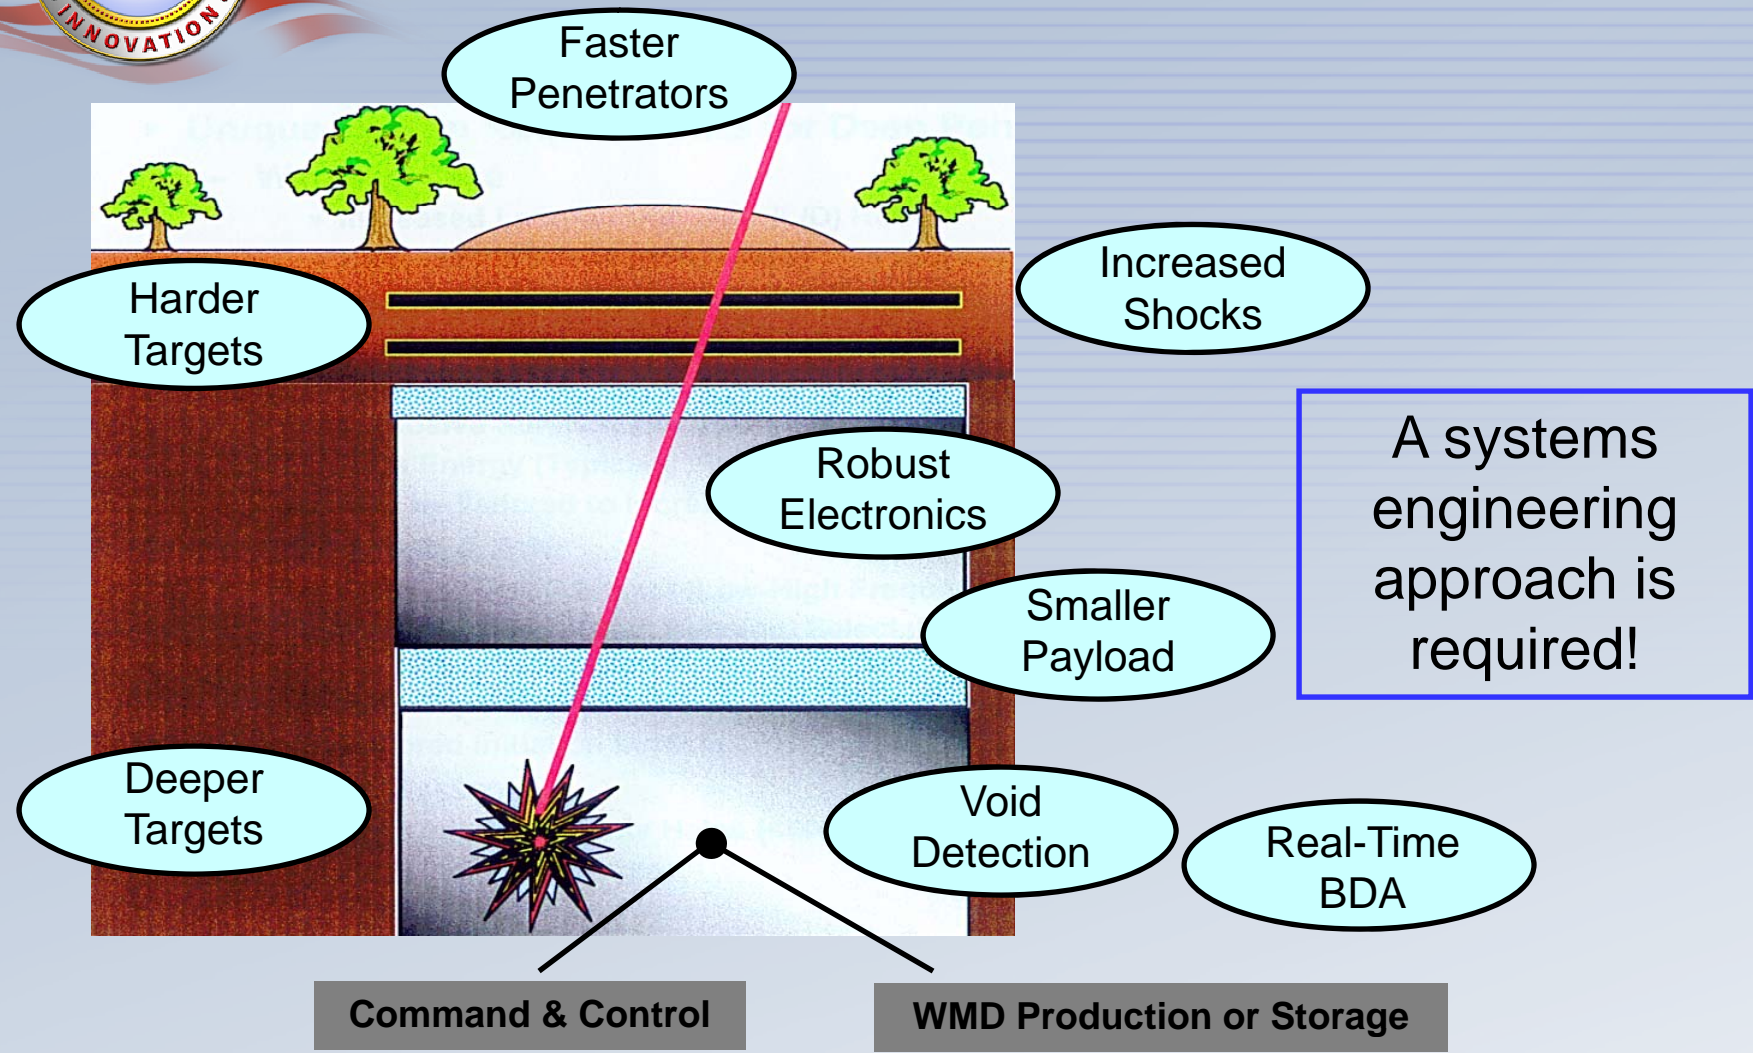 INNOVATION
Faster
Penetrators
Increased
Shocks
Harder
Targets
A systems
engineering
approach is
required!
Robust
Electronics
Smaller
Payload
Deeper
Targets
Void
Detection
Real-Time
BDA
Command & Control
WMD Production or Storage